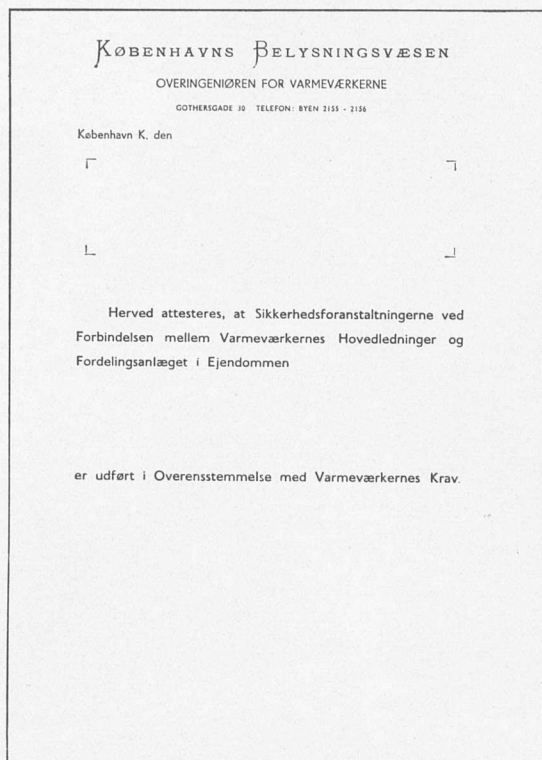 KØBENHAVNS BELYSNINGSVÆSEN
OVERINGENIØREN FOR VARMEVÆRKERNE
GOTHERSGADE 30 TELEFON: BYEN 2155 - 2156
København K, den
Herved attesteres, at Sikkerhedsforanstaltningerne ved
Forbindelsen mellem Varmeværkernes Hovedledninger og
Fordelingsanlæget i Ejendommen
er udført i Overensstemmelse med Varmeværkernes Krav.